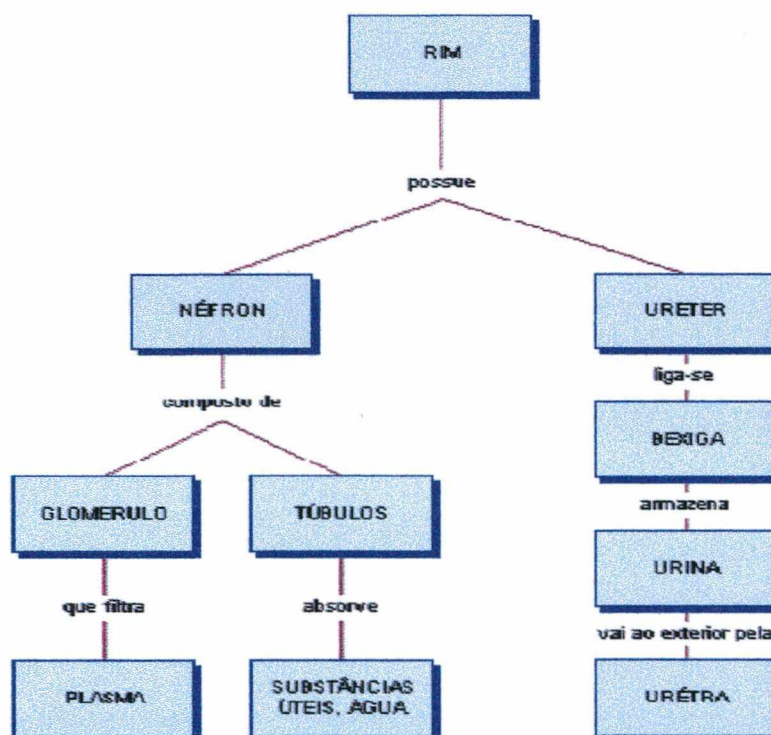 RIM
possue
NÉFRON
URETER
composto de
liga-se
BEXIGA
GLOMERULO
TÚBULOS
armazena
URINA
que filtra
absorve
vai ao exterior pela
PLASMA
SUBSTÂNCIAS
ÚTEIS, ÁGUA
URÉTRA